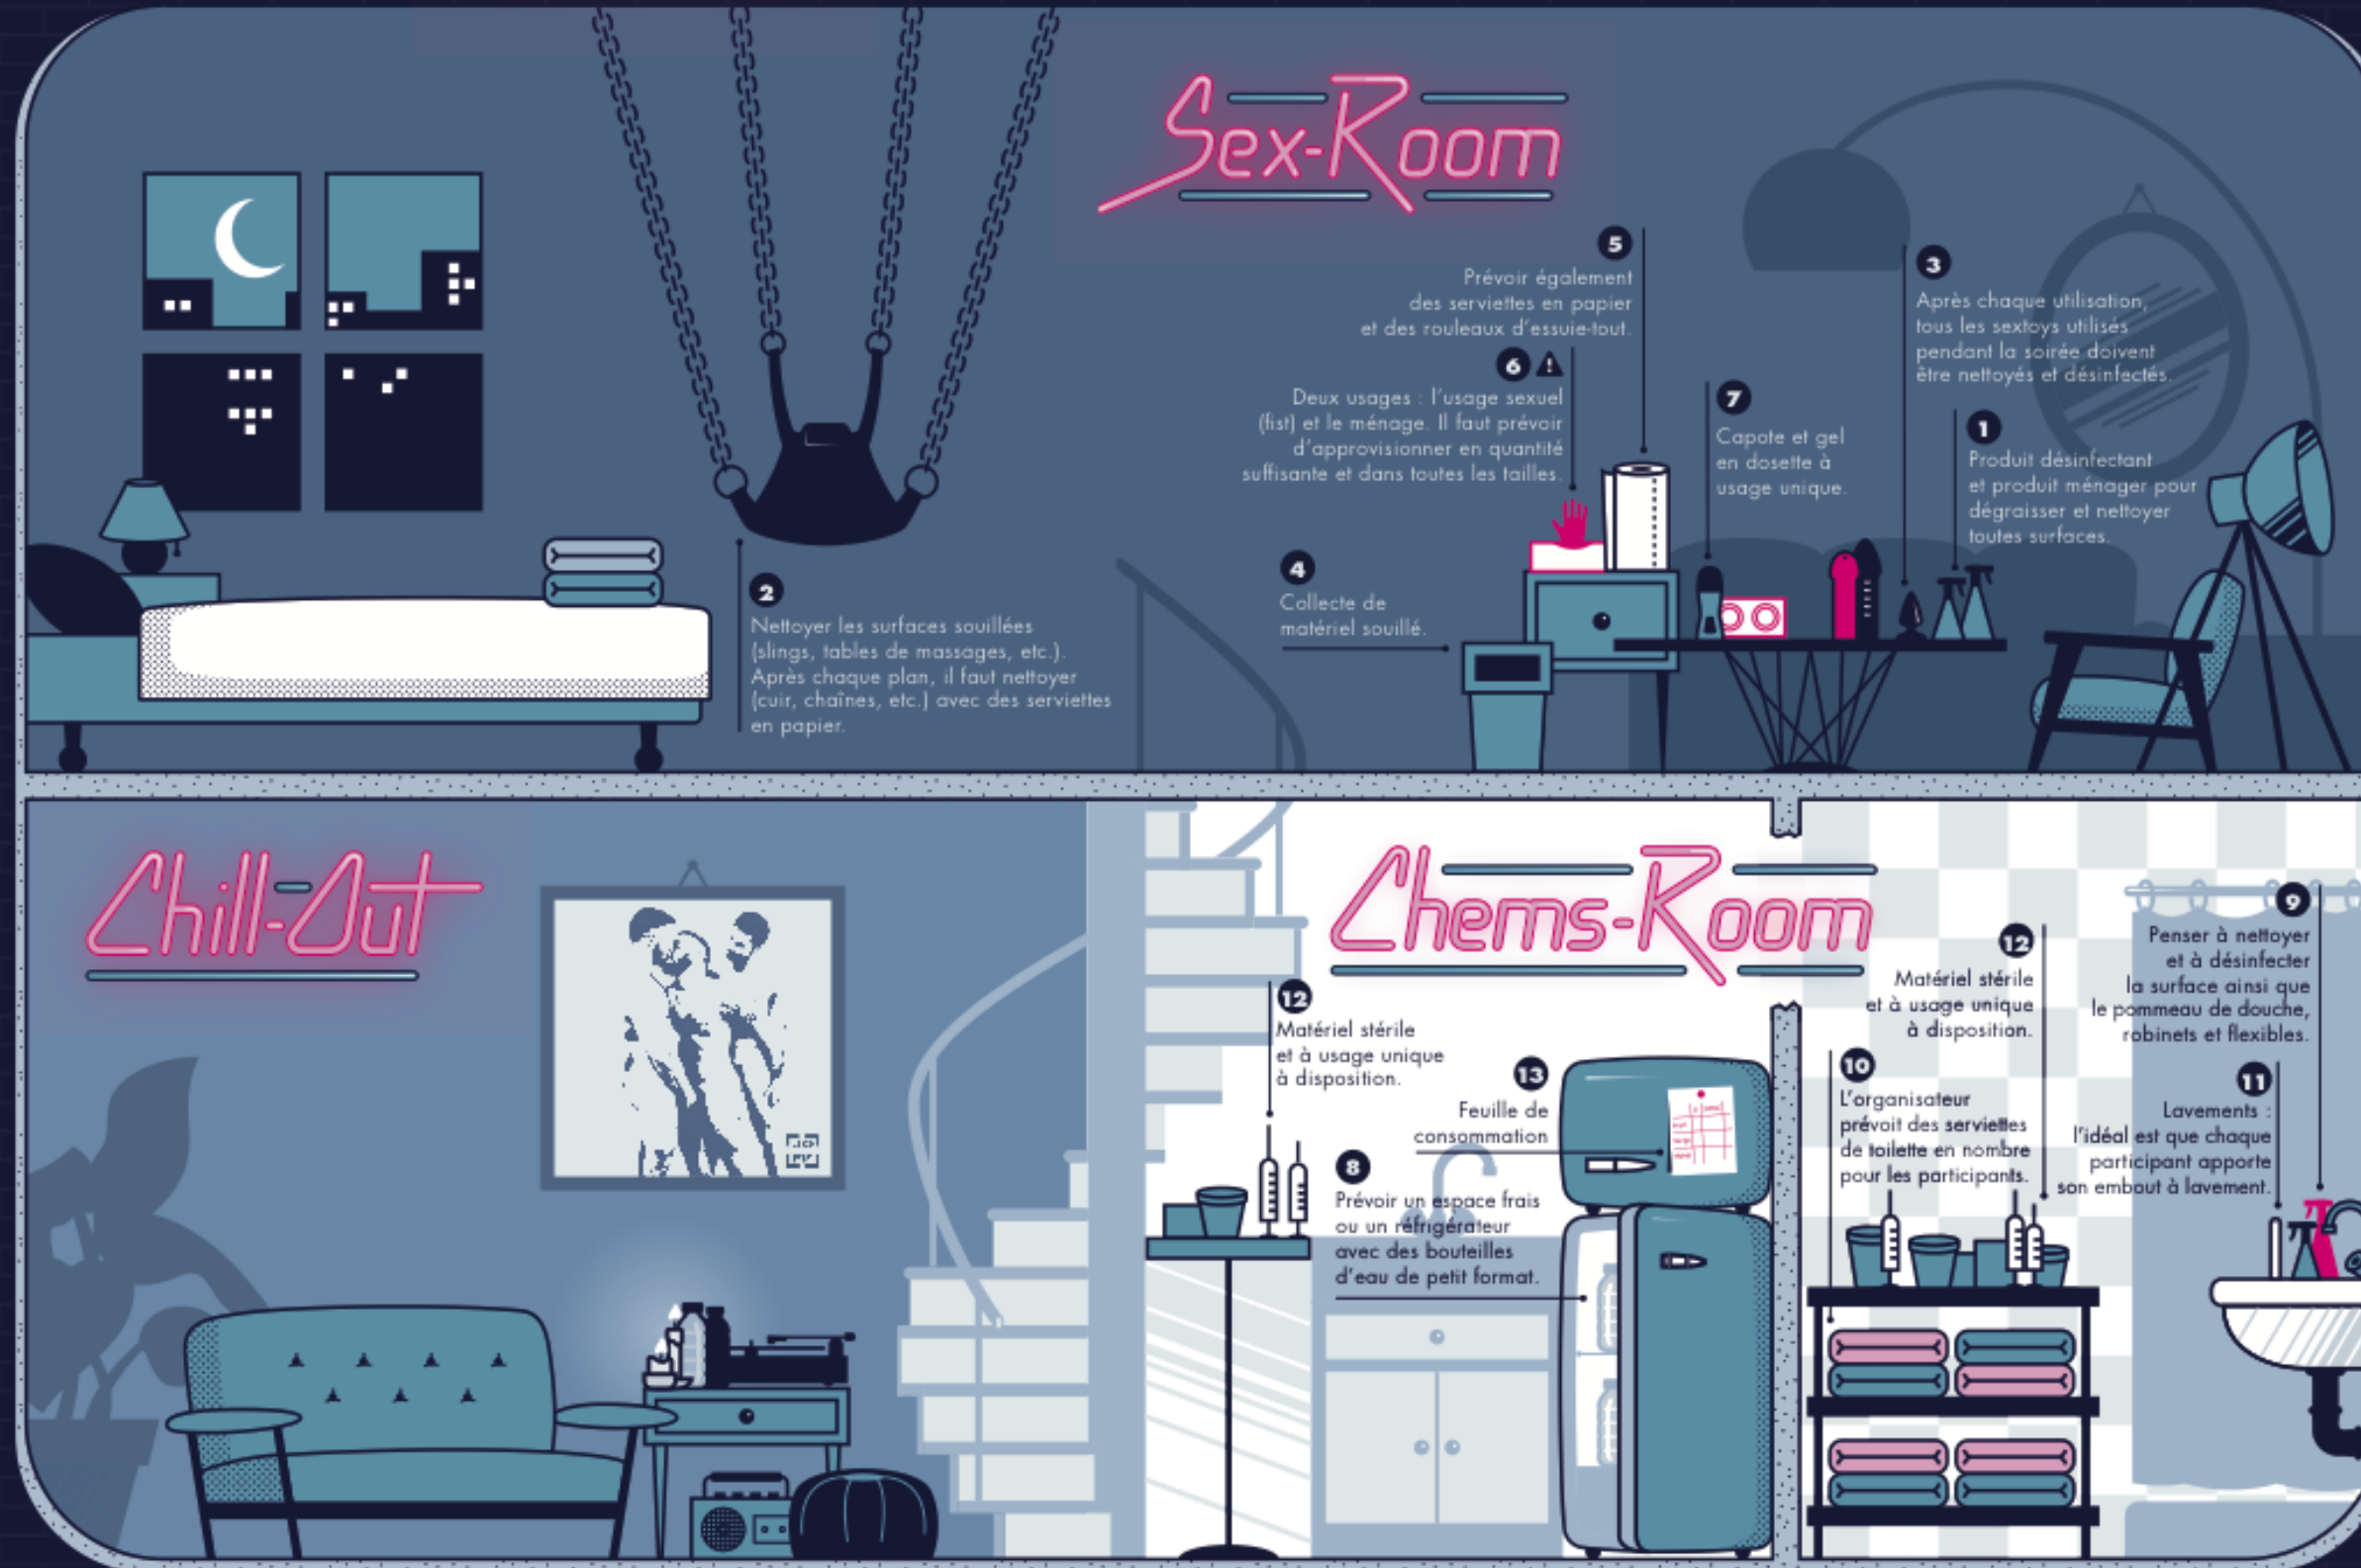 Sex-Room
5
Prévoir également
des serviettes en papier
et des rouleaux d'essuie-tout.
3
Après chaque utilisation,
tous les sextoys utilisés
pendant la soirée doivent
être nettoyés et désinfectés.
6
Deux usages : l'usage sexuel
(fist) et le ménage. Il faut prévoir
d'approvisionner en quantité
suffisante et dans toutes les tailles.
7
Capote et gel
en dosette à
usage unique.
1
Produit désinfectant
et produit ménager pour
dégraisser et nettoyer
toutes surfaces.
4
Collecte de
matériel souillé.
2
Nettoyer les surfaces souillées
(slings, tables de massages, etc.).
Après chaque plan, il faut nettoyer
(cuir, chaînes, etc.) avec des serviettes
en papier.
Chill-Out
Chems-Room
12
Matériel stérile
et à usage unique
à disposition.
13
Feuille de
consommation
8
Prévoir un espace frais
ou un réfrigérateur
avec des bouteilles
d'eau de petit format.
12
Matériel stérile
et à usage unique
à disposition.
9
Penser à nettoyer
et à désinfecter
la surface ainsi que
le pommeau de douche,
robinets et flexibles.
10
L'organisateur
prévoit des serviettes
de toilette en nombre
pour les participants.
11
Lavements :
l'idéal est que chaque
participant apporte
son embout à lavement.